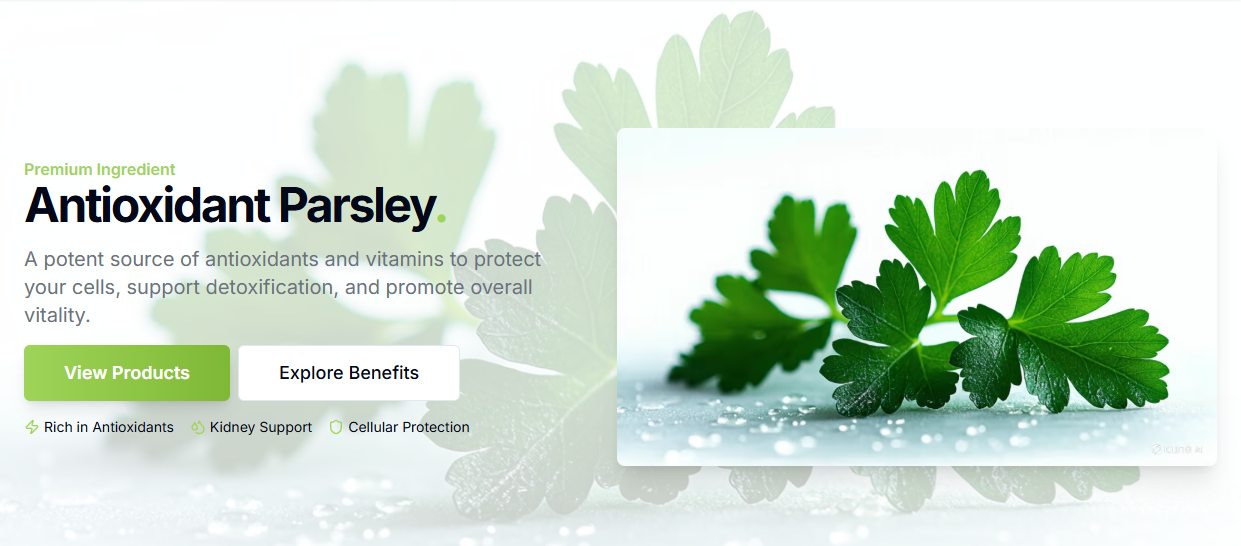 Premium Ingredient
Antioxidant Parsley.
A potent source of antioxidants and vitamins to protect
your cells, support detoxification, and promote overall
vitality.
View Products
Explore Benefits
Rich in Antioxidants
Kidney Support
Cellular Protection